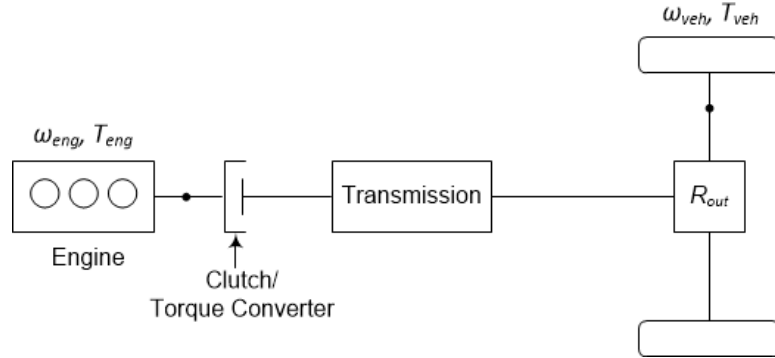 ω_veh, T_veh
ω_eng, T_eng
Transmission
R_out
Engine
Clutch/
Torque Converter